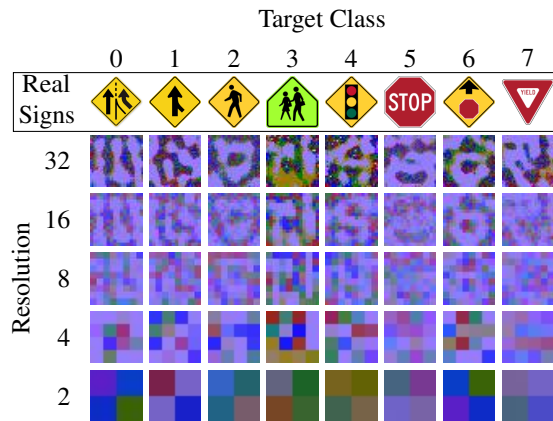 Target Class
0 1 2 3 4 5 6 7
Real
Signs
STOP
YIELD
Resolution
32
16
8
4
2